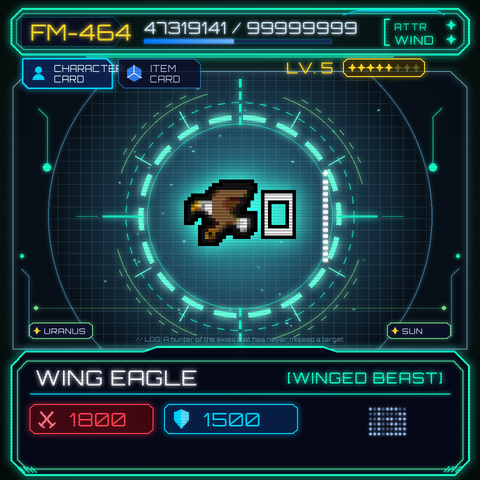 FM-464
47319141 / 99999999
ATTR
WIND
CHARACTER
CARD
ITEM
CARD
LV. 5
URANUS
SUN
// LOG: A hunter of the skies that has never missed a target
WING EAGLE
[WINGED BEAST]
1800
1500